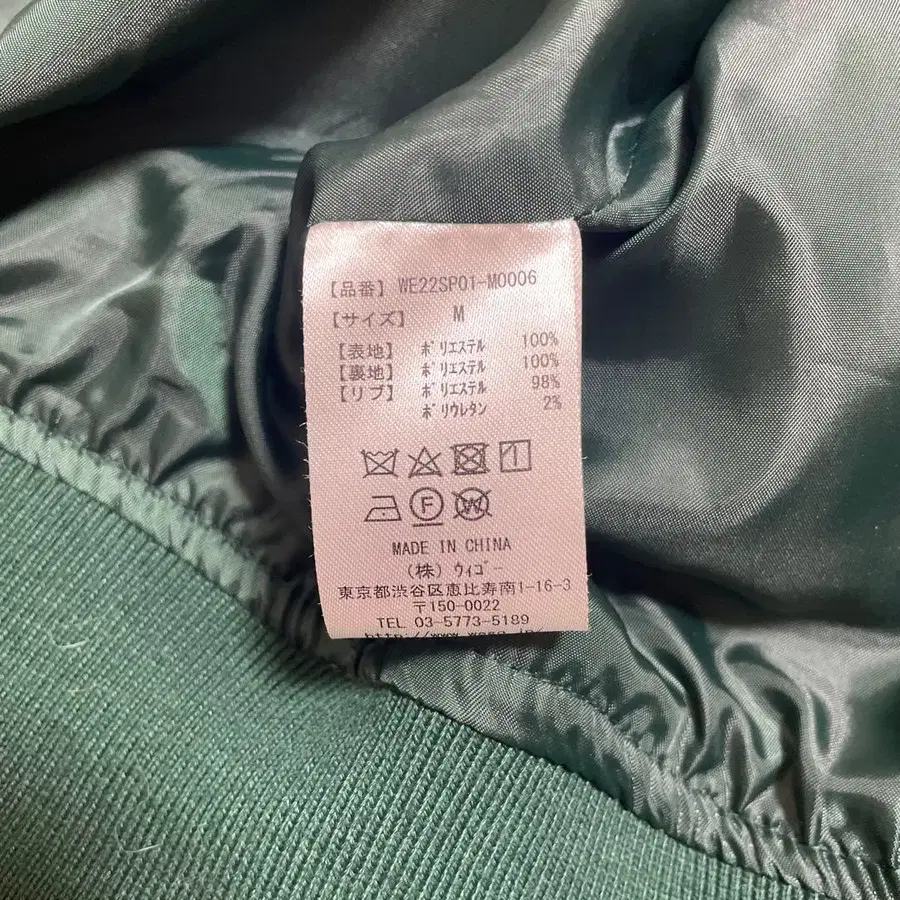 【品番】 WE22SP01-M0006
【サイズ】 M
【表地】 ポリエステル 100%
【裏地】 ポリエステル 100%
【リブ】 ポリエステル 98%
ポリウレタン 2%
F W
MADE IN CHINA
(株) ウィゴー
東京都渋谷区恵比寿南1-16-3
〒150-0022
TEL 03-5773-5189